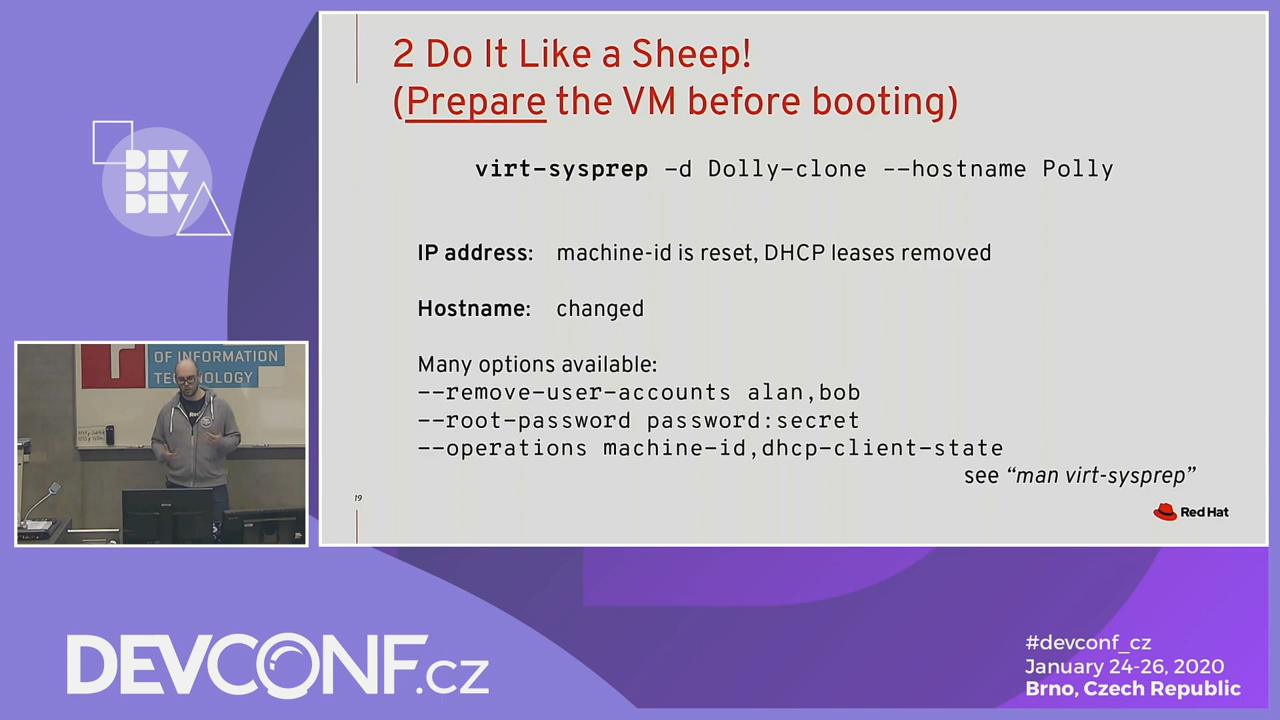 2 Do It Like a Sheep!
(Prepare the VM before booting)
virt-sysprep -d Dolly-clone --hostname Polly
IP address: machine-id is reset, DHCP leases removed
Hostname: changed
Many options available:
--remove-user-accounts alan,bob
--root-password password:secret
--operations machine-id,dhcp-client-state
see “man virt-sysprep”
19
Red Hat
DEV
DEV
DEV
OF INFORMATION
TECHNOLOGY
DEVCONF.CZ
#devconf_cz
January 24-26, 2020
Brno, Czech Republic